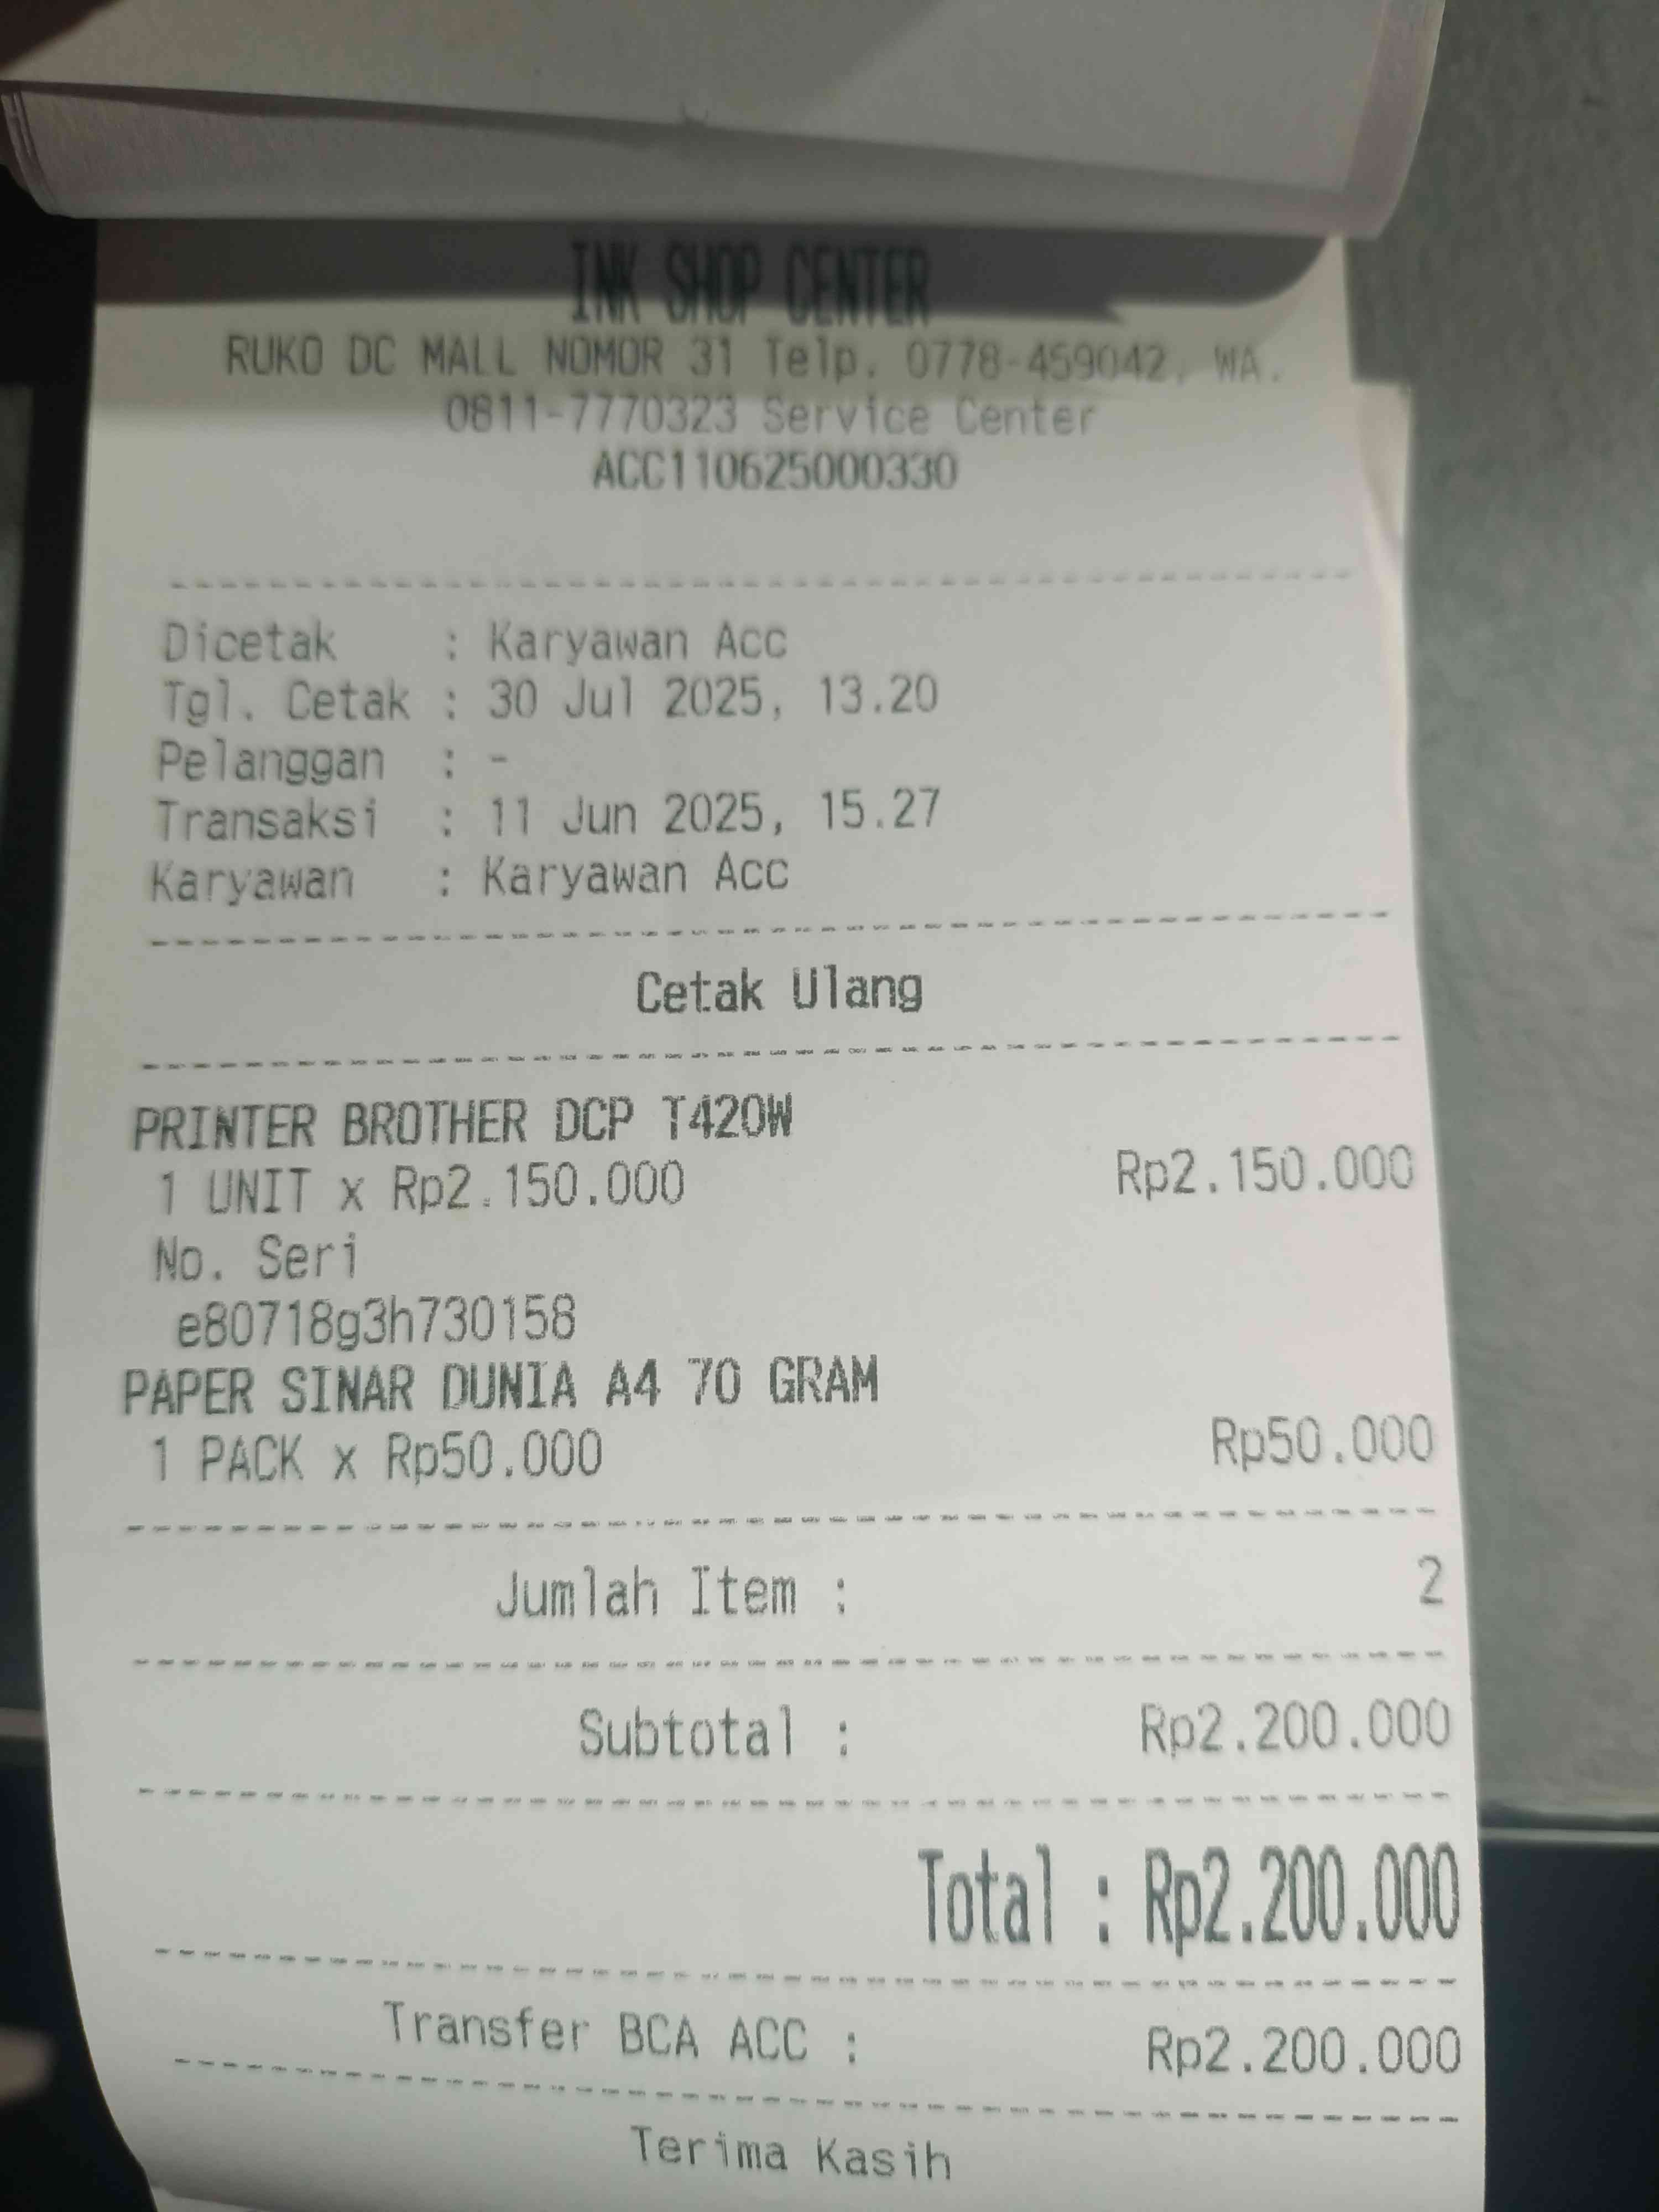 INK SHOP CENTER
RUKO DC MALL NOMOR 31 Telp. 0778-459042, WA.
0811-7770323 Service Center
ACC110625000330
Dicetak : Karyawan Acc
Tgl. Cetak : 30 Jul 2025, 13.20
Pelanggan : -
Transaksi : 11 Jun 2025, 15.27
Karyawan : Karyawan Acc
Cetak Ulang
PRINTER BROTHER DCP T420W
1 UNIT x Rp2.150.000 Rp2.150.000
No. Seri
e80718g3h730158
PAPER SINAR DUNIA A4 70 GRAM
1 PACK x Rp50.000 Rp50.000
Jumlah Item : 2
Subtotal : Rp2.200.000
Total : Rp2.200.000
Transfer BCA ACC : Rp2.200.000
Terima Kasih